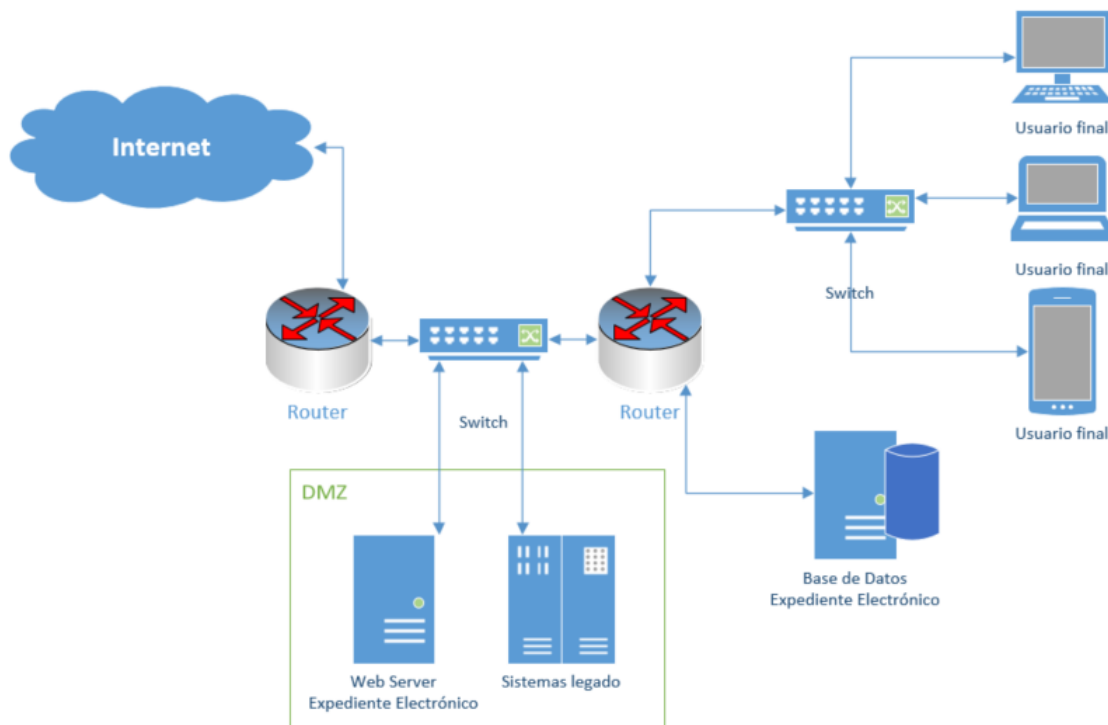 Internet
Usuario final
Usuario final
Switch
Router
Switch
Router
Usuario final
DMZ
Base de Datos
Expediente Electrónico
Web Server
Expediente Electrónico
Sistemas legado